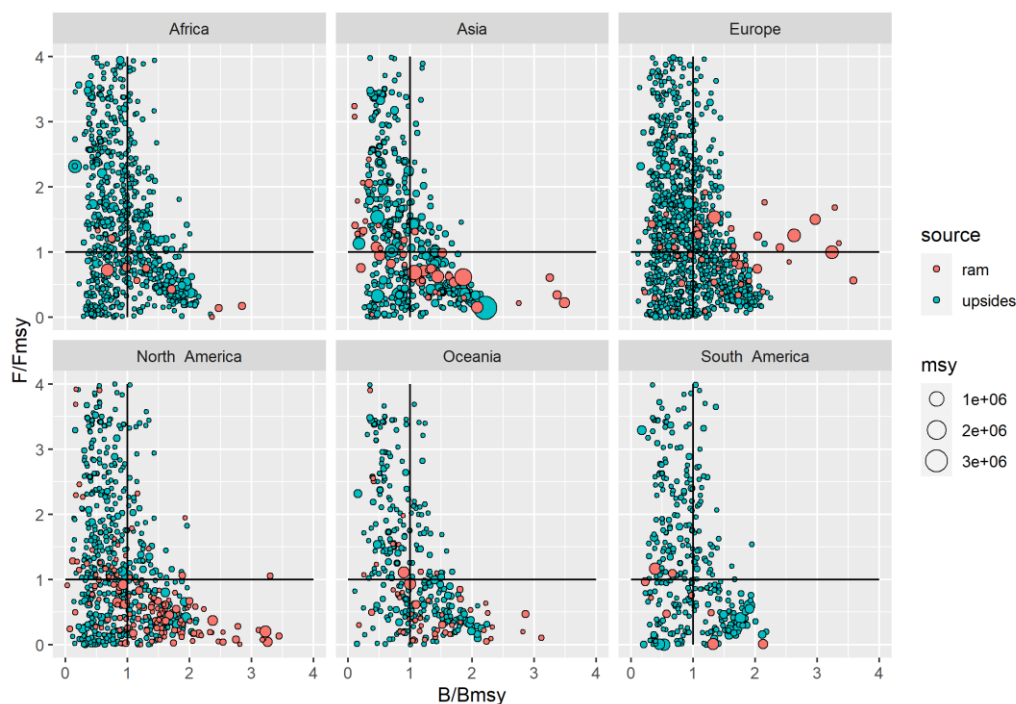 Africa
Asia
Europe
4
3
2
1
0
North America
Oceania
South America
4
3
2
1
0
0
1
2
3
4
0
1
2
3
4
0
1
2
3
4
F/Fmsy
B/Bmsy
source
ram
upsides
msy
1e+06
2e+06
3e+06